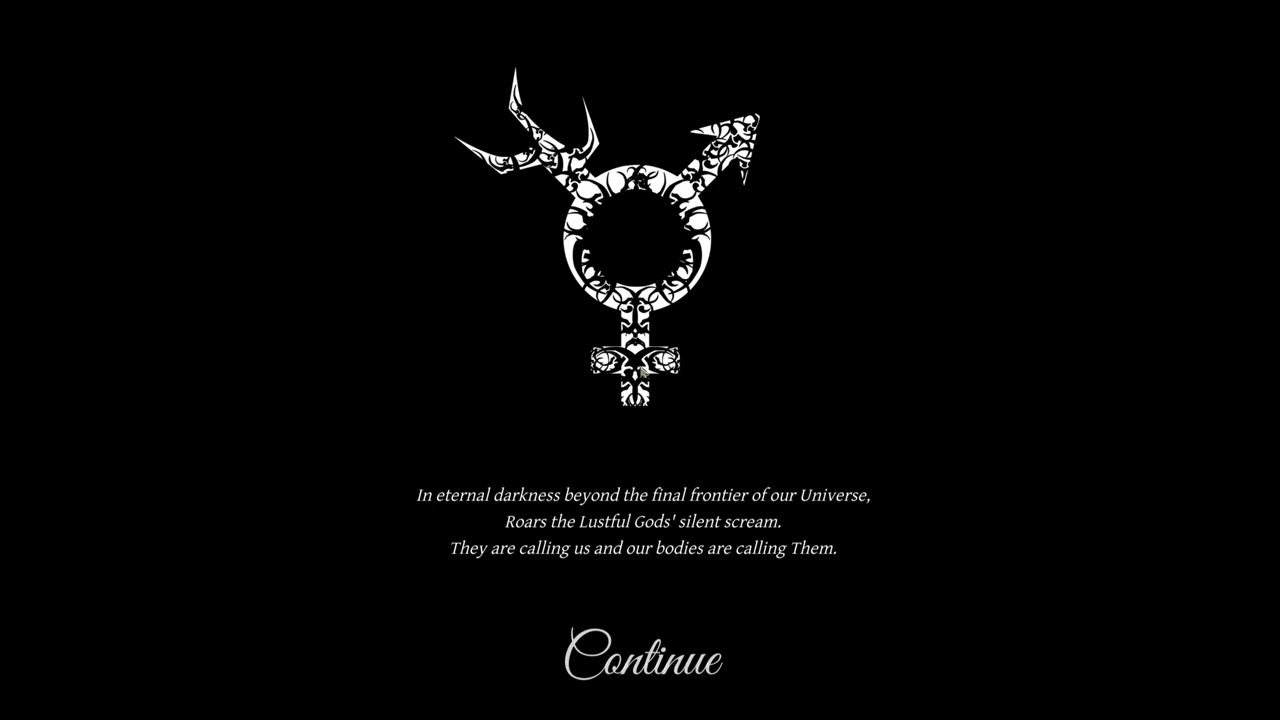 In eternal darkness beyond the final frontier of our Universe,
Roars the Lustful Gods' silent scream.
They are calling us and our bodies are calling Them.
Continue